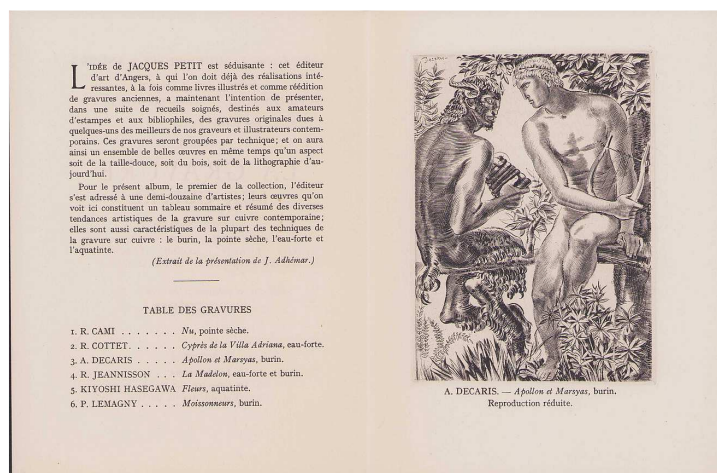 L'IDÉE de JACQUES PETIT est séduisante : cet éditeur
d'art d'Angers, à qui l'on doit déjà des réalisations inté-
ressantes, à la fois comme livres illustrés et comme réédition
de gravures anciennes, a maintenant l'intention de présenter,
dans une suite de recueils soignés, destinés aux amateurs
d'estampes et aux bibliophiles, des gravures originales dues à
quelques-uns des meilleurs de nos graveurs et illustrateurs contem-
porains. Ces gravures seront groupées par technique; et on aura
ainsi un ensemble de belles œuvres en même temps qu'un aspect
soit de la taille-douce, soit du bois, soit de la lithographie d'au-
jourd'hui.
Pour le présent album, le premier de la collection, l'éditeur
s'est adressé à une demi-douzaine d'artistes; leurs œuvres qu'on
voit ici constituent un tableau sommaire et résumé des diverses
tendances artistiques de la gravure sur cuivre contemporaine;
elles sont aussi caractéristiques de la plupart des techniques de
la gravure sur cuivre : le burin, la pointe sèche, l'eau-forte et
l'aquatinte.
(Extrait de la présentation de J. Adhémar.)
TABLE DES GRAVURES
1. R. CAMI . . . . . . . Nu, pointe sèche.
2. R. COTTET. . . . . . Cyprès de la Villa Adriana, eau-forte.
3. A. DECARIS . . . . . Apollon et Marsyas, burin.
4. R. JEANNISSON . . . La Madelon, eau-forte et burin.
5. KIYOSHI HASEGAWA Fleurs, aquatinte.
6. P. LEMAGNY . . . . . Moissonneurs, burin.
A. DECARIS. — Apollon et Marsyas, burin.
Reproduction réduite.